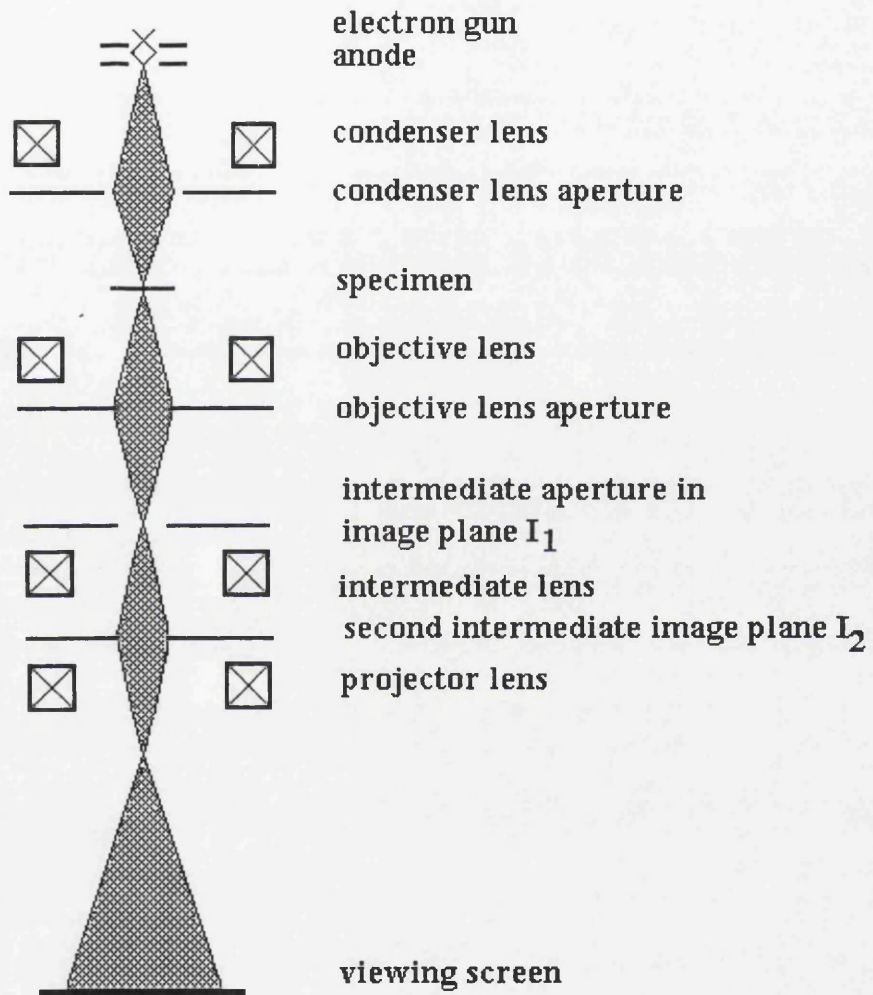 electron gun
anode
condenser lens
condenser lens aperture
specimen
objective lens
objective lens aperture
intermediate aperture in
image plane I₁
intermediate lens
second intermediate image plane I₂
projector lens
viewing screen